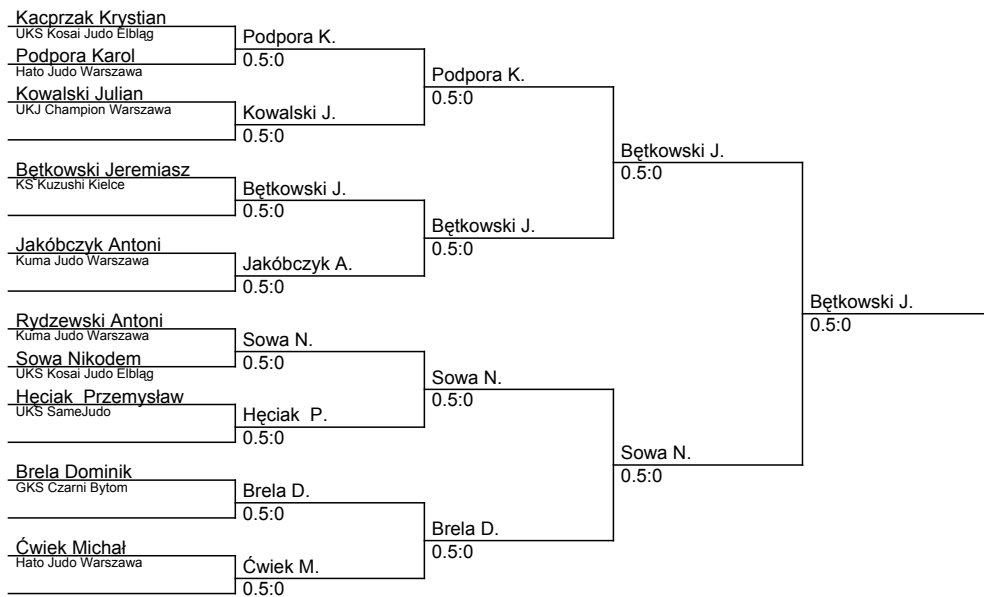 Kacprzak Krystian
UKS Kosai Judo Elbląg
Podpora Karol
Hato Judo Warszawa
Kowalski Julian
UKJ Champion Warszawa
Bętkowski Jeremiasz
KS Kuzushi Kielce
Jakóbczyk Antoni
Kuma Judo Warszawa
Rydzewski Antoni
Kuma Judo Warszawa
Sowa Nikodem
UKS Kosai Judo Elbląg
Hęciak  Przemysław
UKS SameJudo
Brela Dominik
GKS Czarni Bytom
Ćwiek Michał
Hato Judo Warszawa
Podpora K.
0.5:0
Kowalski J.
0.5:0
Bętkowski J.
0.5:0
Jakóbczyk A.
0.5:0
Sowa N.
0.5:0
Hęciak  P.
0.5:0
Brela D.
0.5:0
Ćwiek M.
0.5:0
Podpora K.
0.5:0
Bętkowski J.
0.5:0
Sowa N.
0.5:0
Brela D.
0.5:0
Bętkowski J.
0.5:0
Sowa N.
0.5:0
Bętkowski J.
0.5:0